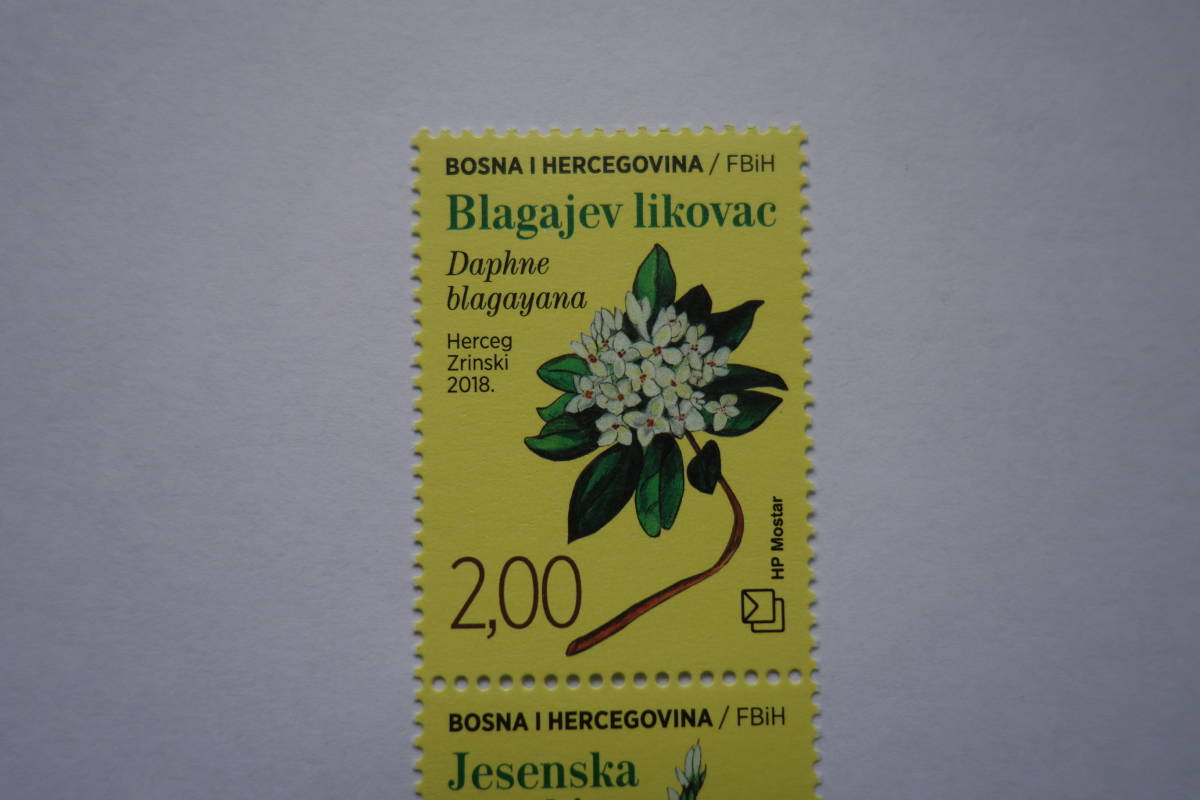 BOSNA I HERCEGOVINA / FBiH
Blagajev likovac
Daphne
blagayana
Herceg
Zrinski
2018.
2,00
HP Mostar
BOSNA I HERCEGOVINA / FBiH
Jesenska